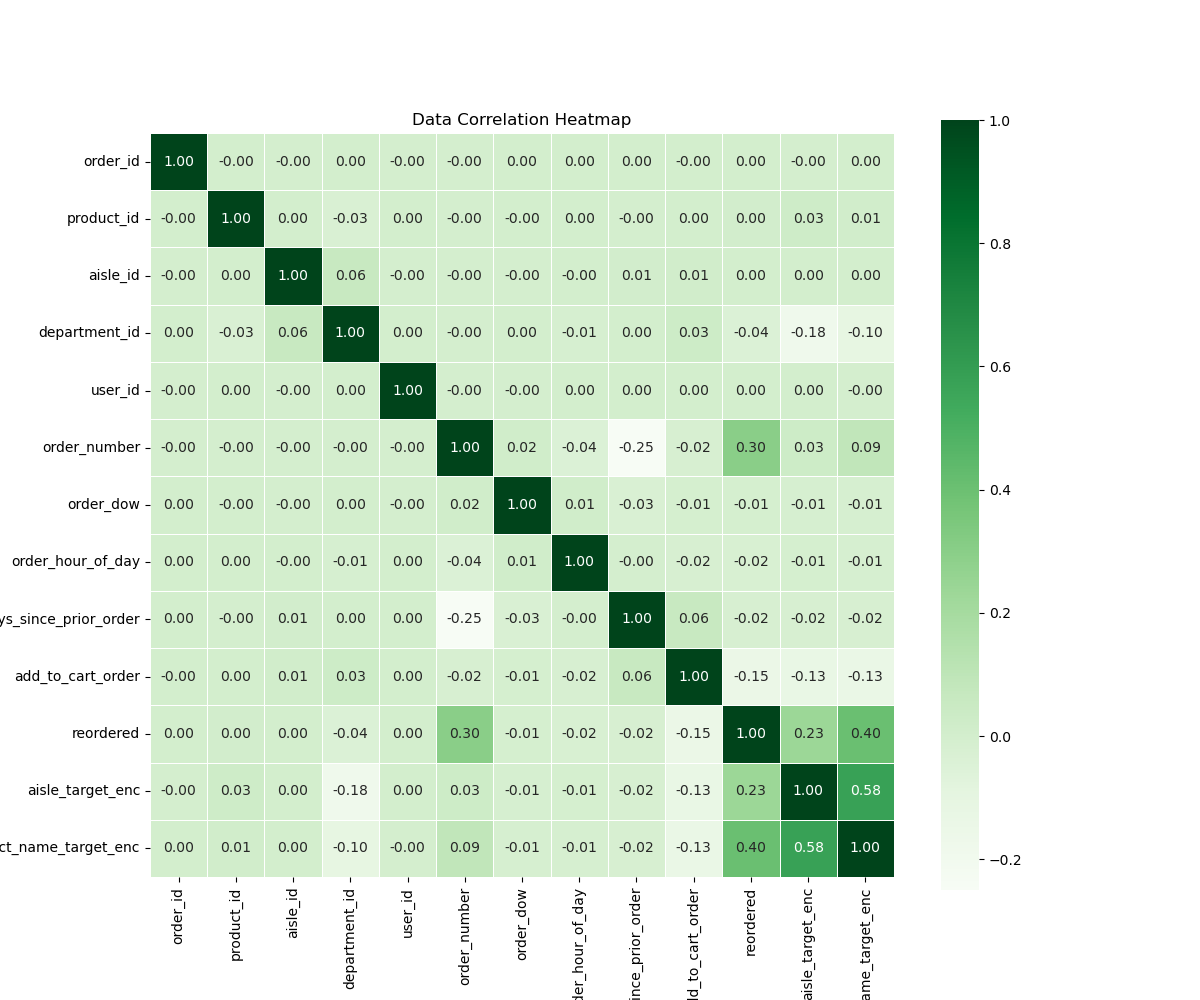 Data Correlation Heatmap
order_id 1.00 -0.00 -0.00 0.00 -0.00 -0.00 0.00 0.00 0.00 -0.00 0.00 -0.00 0.00
product_id -0.00 1.00 0.00 -0.03 0.00 -0.00 -0.00 0.00 -0.00 0.00 0.00 0.03 0.01
aisle_id -0.00 0.00 1.00 0.06 -0.00 -0.00 -0.00 -0.00 0.01 0.01 0.00 0.00 0.00
department_id 0.00 -0.03 0.06 1.00 0.00 -0.00 0.00 -0.01 0.00 0.03 -0.04 -0.18 -0.10
user_id -0.00 0.00 -0.00 0.00 1.00 -0.00 -0.00 0.00 0.00 0.00 0.00 0.00 -0.00
order_number -0.00 -0.00 -0.00 -0.00 -0.00 1.00 0.02 -0.04 -0.25 -0.02 0.30 0.03 0.09
order_dow 0.00 -0.00 -0.00 0.00 -0.00 0.02 1.00 0.01 -0.03 -0.01 -0.01 -0.01 -0.01
order_hour_of_day 0.00 0.00 -0.00 -0.01 0.00 -0.04 0.01 1.00 -0.00 -0.02 -0.02 -0.01 -0.01
ys_since_prior_order 0.00 -0.00 0.01 0.00 0.00 -0.25 -0.03 -0.00 1.00 0.06 -0.02 -0.02 -0.02
add_to_cart_order -0.00 0.00 0.01 0.03 0.00 -0.02 -0.01 -0.02 0.06 1.00 -0.15 -0.13 -0.13
reordered 0.00 0.00 0.00 -0.04 0.00 0.30 -0.01 -0.02 -0.02 -0.15 1.00 0.23 0.40
aisle_target_enc -0.00 0.03 0.00 -0.18 0.00 0.03 -0.01 -0.01 -0.02 -0.13 0.23 1.00 0.58
ct_name_target_enc 0.00 0.01 0.00 -0.10 -0.00 0.09 -0.01 -0.01 -0.02 -0.13 0.40 0.58 1.00
order_id
product_id
aisle_id
department_id
user_id
order_number
order_dow
der_hour_of_day
ince_prior_order
ld_to_cart_order
reordered
aisle_target_enc
ame_target_enc
1.0
0.8
0.6
0.4
0.2
0.0
−0.2